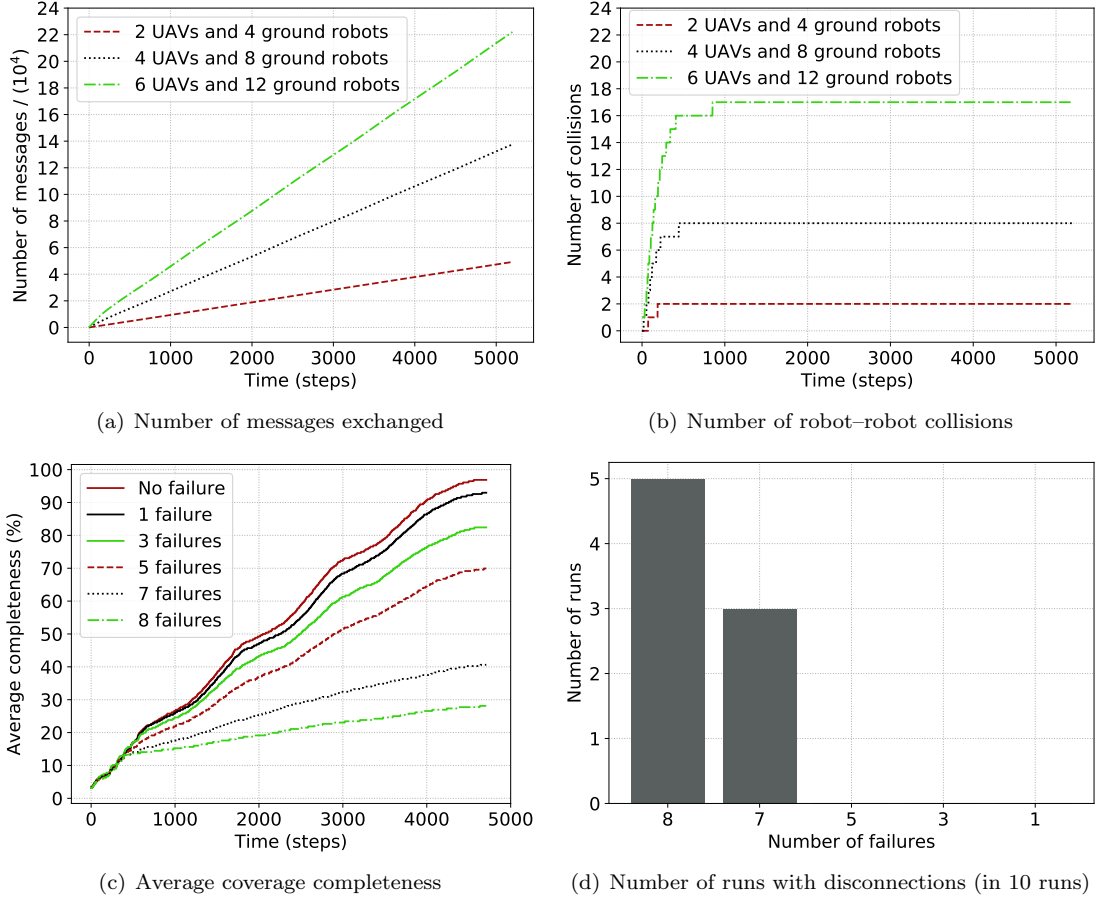 24
22
20
18
16
14
12
10
8
6
4
2
0
Number of messages / (10⁴)
2 UAVs and 4 ground robots
4 UAVs and 8 ground robots
6 UAVs and 12 ground robots
0 1000 2000 3000 4000 5000
Time (steps)
(a) Number of messages exchanged
24
22
20
18
16
14
12
10
8
6
4
2
0
Number of collisions
2 UAVs and 4 ground robots
4 UAVs and 8 ground robots
6 UAVs and 12 ground robots
0 1000 2000 3000 4000 5000
Time (steps)
(b) Number of robot–robot collisions
100
90
80
70
60
50
40
30
20
10
0
Average completeness (%)
No failure
1 failure
3 failures
5 failures
7 failures
8 failures
0 1000 2000 3000 4000 5000
Time (steps)
(c) Average coverage completeness
5
4
3
2
1
0
Number of runs
8 7 5 3 1
Number of failures
(d) Number of runs with disconnections (in 10 runs)